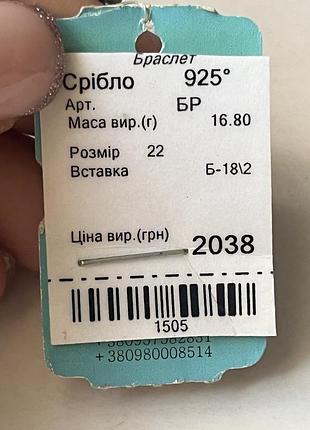 Браслет
Срібло 925°
Арт. БР
Маса вир.(г) 16.80
Розмір 22
Вставка Б-18\2
Ціна вир.(грн) 2038
1505
+380957582831
+380980008514